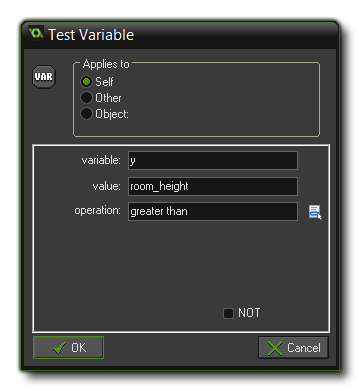 Test Variable
VAR
Applies to
Self
Other
Object:
variable: y
value: room_height
operation: greater than
NOT
OK Cancel